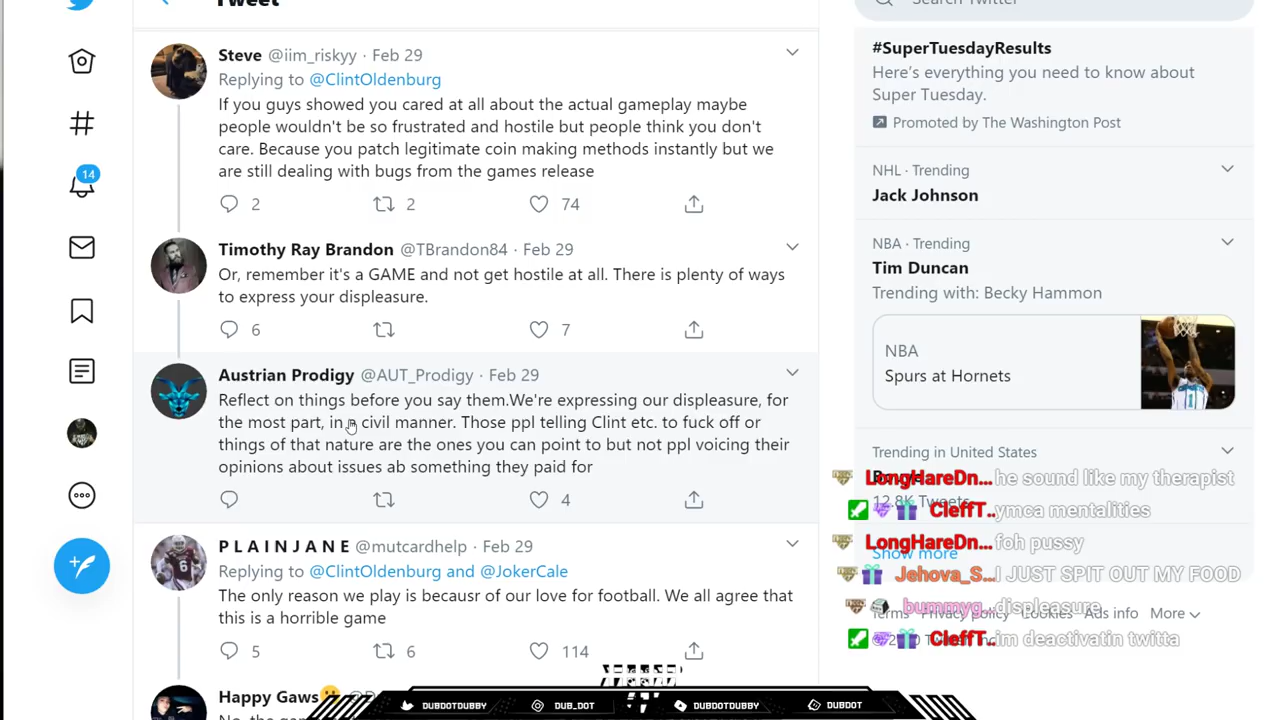 Tweet
Search Twitter
Steve @iim_riskyy · Feb 29
Replying to @ClintOldenburg
If you guys showed you cared at all about the actual gameplay maybe
people wouldn't be so frustrated and hostile but people think you don't
care. Because you patch legitimate coin making methods instantly but we
are still dealing with bugs from the games release
2 2 74
Timothy Ray Brandon @TBrandon84 · Feb 29
Or, remember it's a GAME and not get hostile at all. There is plenty of ways
to express your displeasure.
6 7
Austrian Prodigy @AUT_Prodigy · Feb 29
Reflect on things before you say them.We're expressing our displeasure, for
the most part, in a civil manner. Those ppl telling Clint etc. to fuck off or
things of that nature are the ones you can point to but not ppl voicing their
opinions about issues ab something they paid for
4
P L A I N J A N E @mutcardhelp · Feb 29
Replying to @ClintOldenburg and @JokerCale
The only reason we play is becausr of our love for football. We all agree that
this is a horrible game
5 6 114
Happy Gaws
14
#SuperTuesdayResults
Here's everything you need to know about
Super Tuesday.
Promoted by The Washington Post
NHL · Trending
Jack Johnson
NBA · Trending
Tim Duncan
Trending with: Becky Hammon
NBA
Spurs at Hornets
Trending in United States
12.8K Tweets
Show more
Terms Privacy policy Cookies Ads info More
LongHareDn... he sound like my therapist
CleffT.. ymca mentalities
LongHareDn... foh pussy
Jehova_S... I JUST SPIT OUT MY FOOD
bummyg... displeasure
CleffT.. im deactivatin twitta
DUBDOTDUBBY DUB_DOT DUBDOTDUBBY DUBDOT